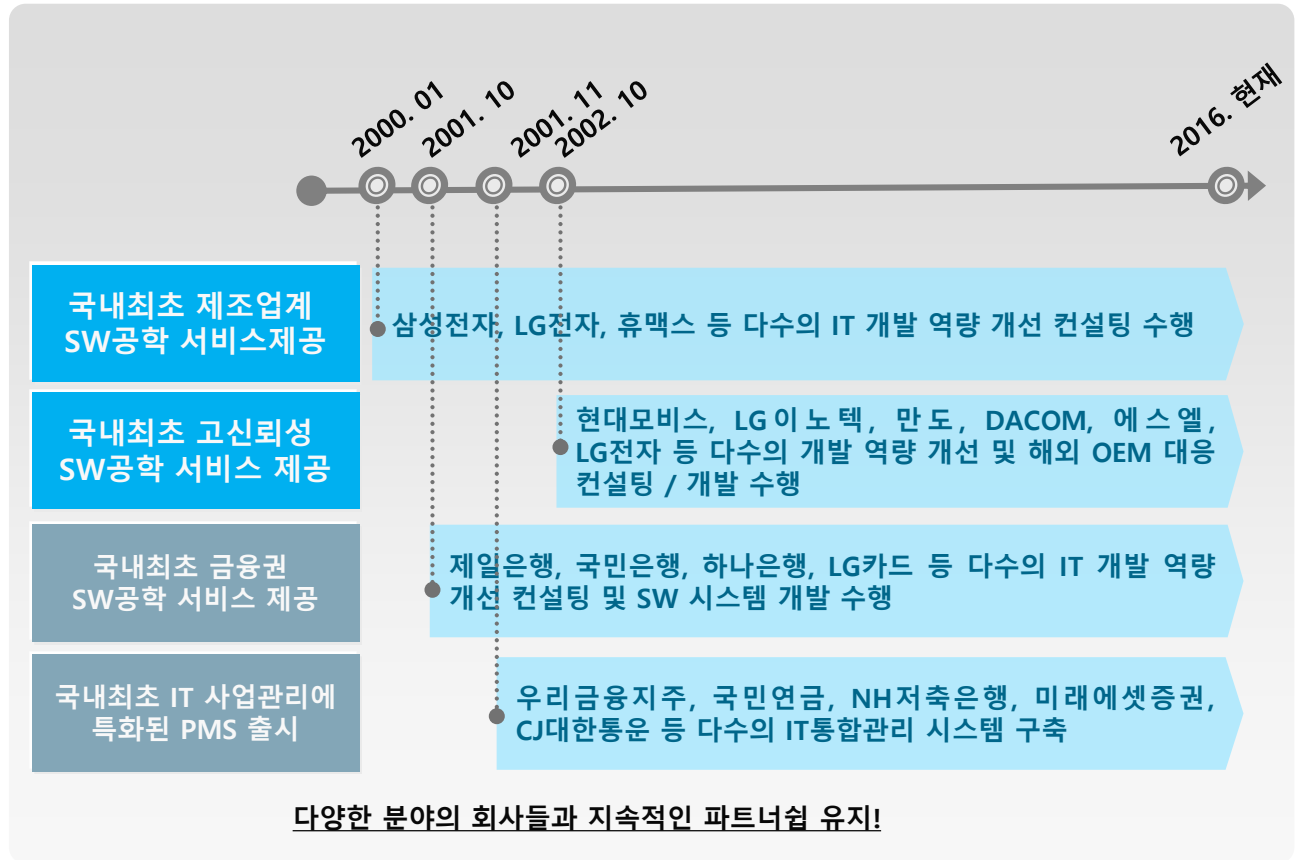 2000. 01
2001. 10
2001. 11
2002. 10
2016. 현재
국내최초 제조업계
SW공학 서비스제공
삼성전자, LG전자, 휴맥스 등 다수의 IT 개발 역량 개선 컨설팅 수행
국내최초 고신뢰성
SW공학 서비스 제공
현대모비스, LG이노텍, 만도, DACOM, 에스엘,
LG전자 등 다수의 개발 역량 개선 및 해외 OEM 대응
컨설팅 / 개발 수행
국내최초 금융권
SW공학 서비스 제공
제일은행, 국민은행, 하나은행, LG카드 등 다수의 IT 개발 역량
개선 컨설팅 및 SW 시스템 개발 수행
국내최초 IT 사업관리에
특화된 PMS 출시
우리금융지주, 국민연금, NH저축은행, 미래에셋증권,
CJ대한통운 등 다수의 IT통합관리 시스템 구축
다양한 분야의 회사들과 지속적인 파트너쉽 유지!